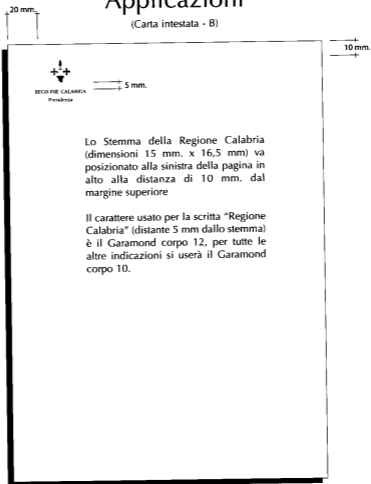 Applicazioni
(Carta intestata - B)
20 mm.
10 mm.
5 mm.
REGIONE CALABRIA
Presidenza
Lo Stemma della Regione Calabria
(dimensioni 15 mm. x 16,5 mm) va
posizionato alla sinistra della pagina in
alto alla distanza di 10 mm. dal
margine superiore
Il carattere usato per la scritta "Regione
Calabria" (distante 5 mm dallo stemma)
è il Garamond corpo 12, per tutte le
altre indicazioni si userà il Garamond
corpo 10.